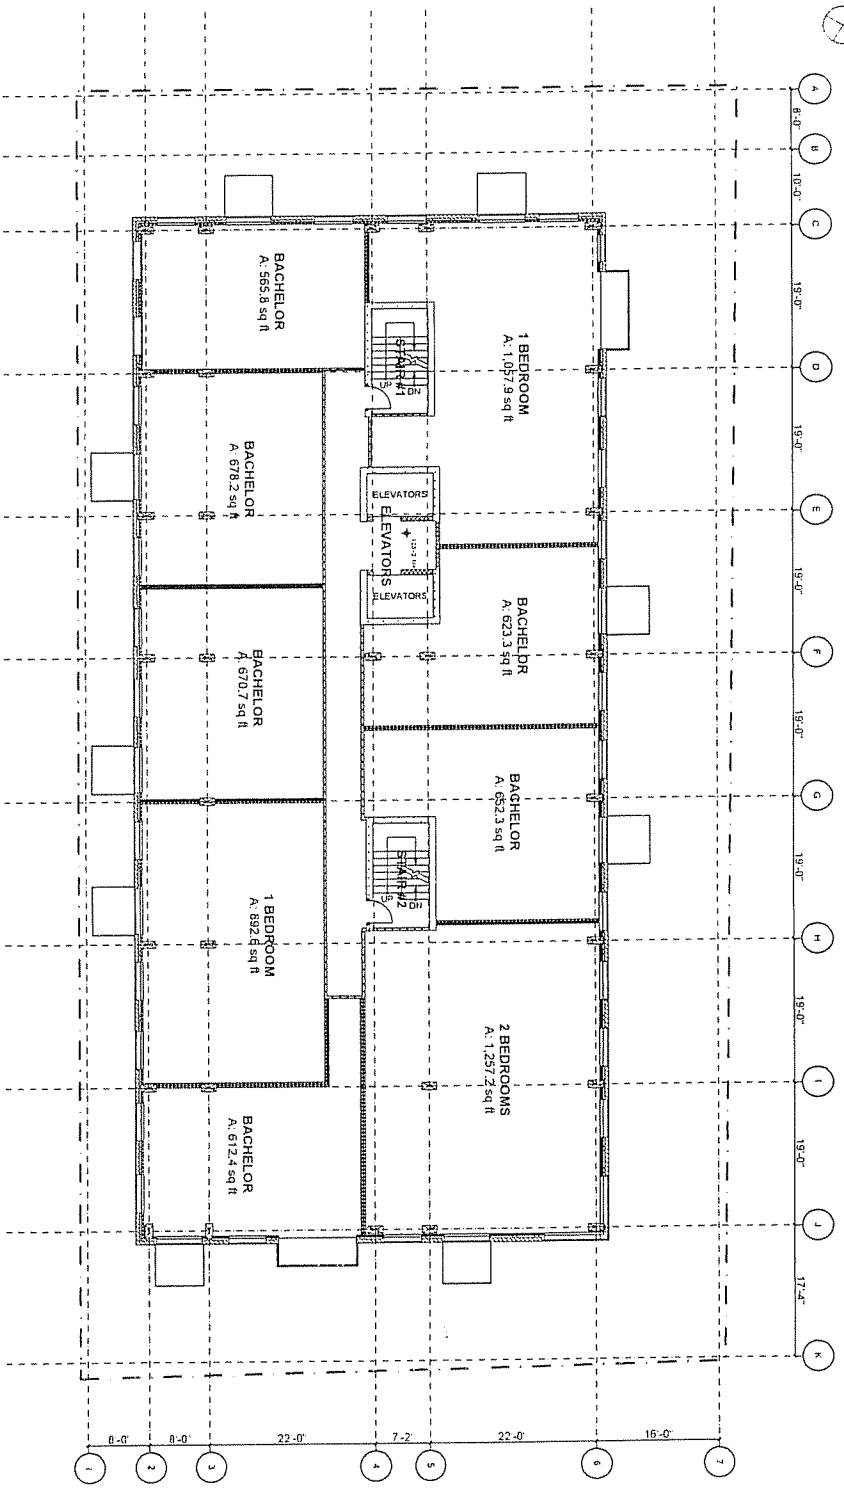 A
8'-0"
B
10'-0"
C
19'-0"
D
19'-0"
E
19'-0"
F
19'-0"
G
19'-0"
H
19'-0"
I
19'-0"
J
17'-4"
K
BACHELOR
A: 565.8 sq ft
1 BEDROOM
A: 1,057.9 sq ft
STAIR #1
UP
DN
BACHELOR
A: 678.2 sq ft
ELEVATORS
ELEVATORS
ELEVATORS
BACHELOR
A: 623.3 sq ft
BACHELOR
A: 670.7 sq ft
BACHELOR
A: 652.3 sq ft
STAIR #2
UP
DN
1 BEDROOM
A: 892.6 sq ft
2 BEDROOMS
A: 1,257.2 sq ft
BACHELOR
A: 612.4 sq ft
8'-0"
8'-0"
22'-0"
7'-2"
22'-0"
16'-0"
1
2
3
4
5
6
7